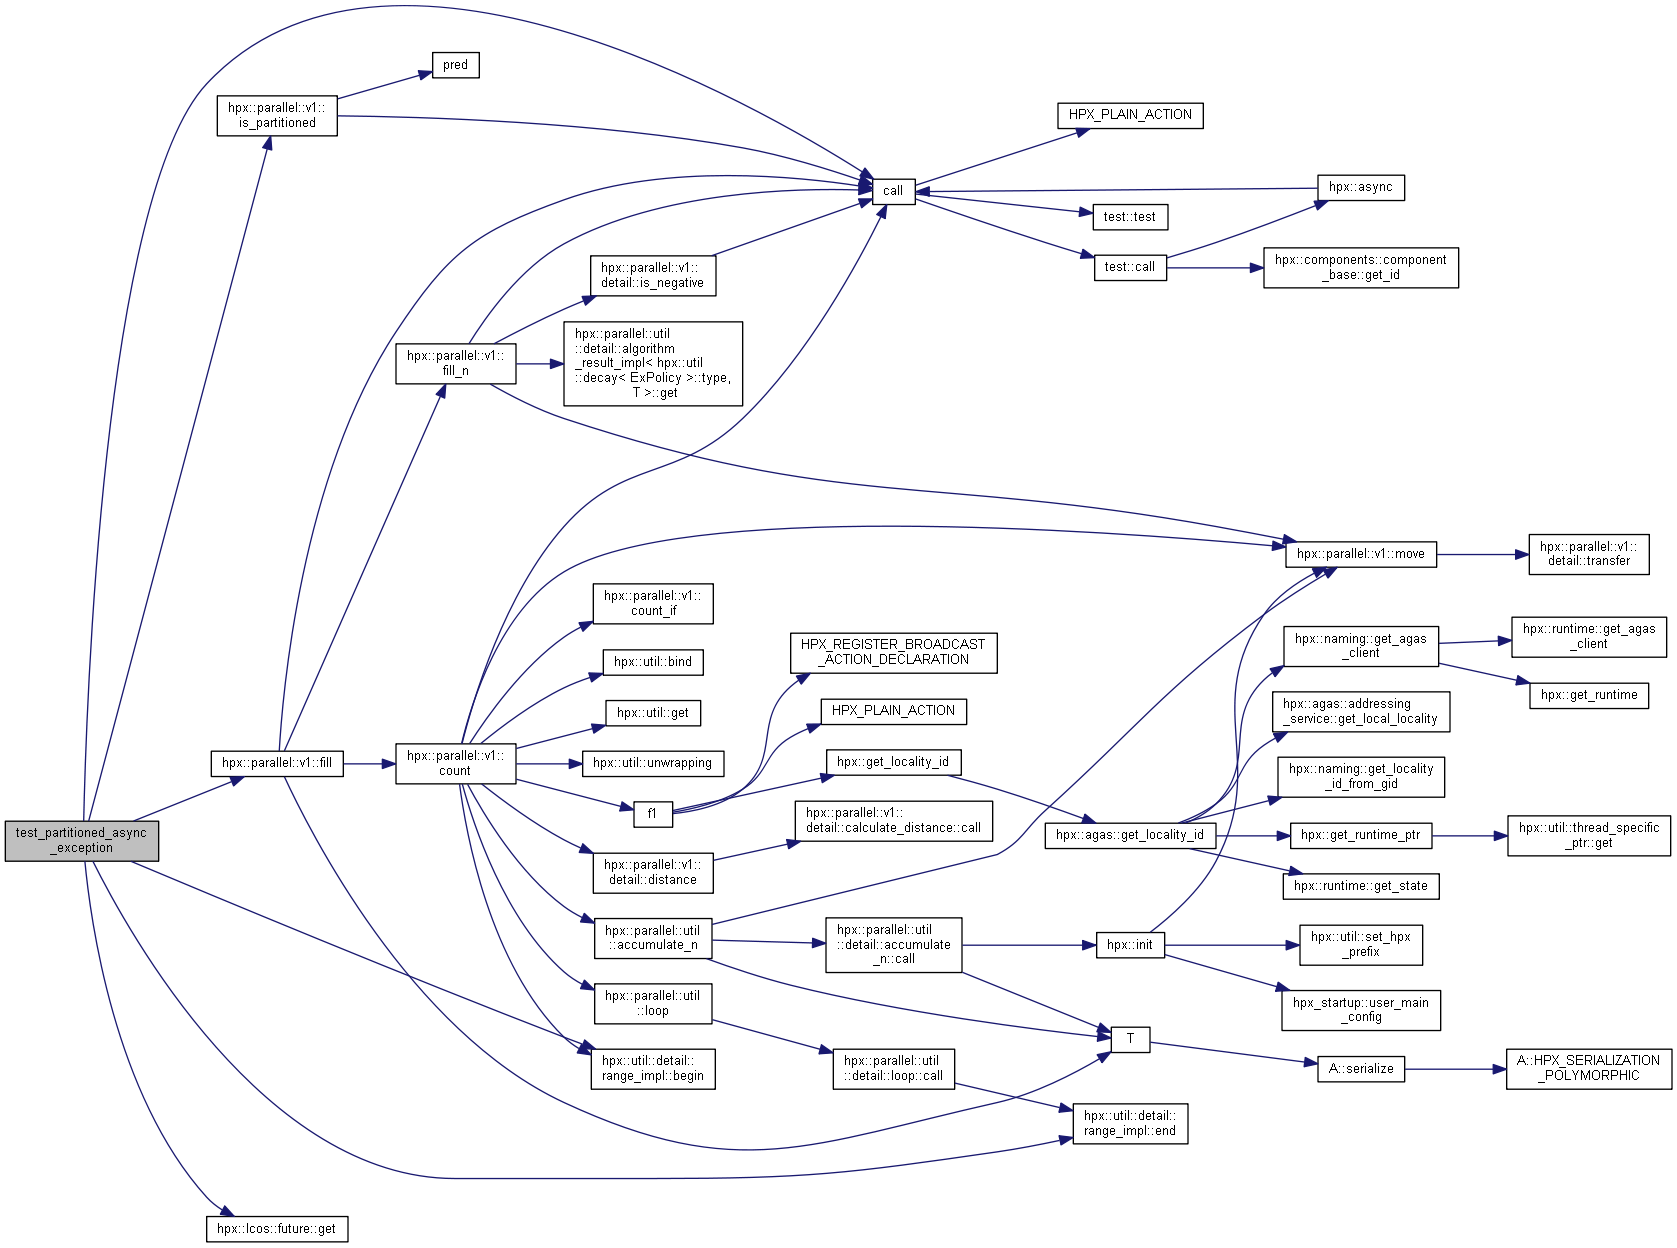 pred
hpx::parallel::v1::
is_partitioned
HPX_PLAIN_ACTION
call
hpx::async
test::test
test::call
hpx::components::component
_base::get_id
hpx::parallel::v1::
detail::is_negative
hpx::parallel::v1::
fill_n
hpx::parallel::util
::detail::algorithm
_result_impl< hpx::util
::decay< ExPolicy >::type,
T >::get
hpx::parallel::v1::move
hpx::parallel::v1::
detail::transfer
hpx::parallel::v1::
count_if
HPX_REGISTER_BROADCAST
_ACTION_DECLARATION
hpx::naming::get_agas
_client
hpx::runtime::get_agas
_client
hpx::util::bind
hpx::get_runtime
hpx::util::get
HPX_PLAIN_ACTION
hpx::agas::addressing
_service::get_local_locality
hpx::parallel::v1::fill
hpx::parallel::v1::
count
hpx::util::unwrapping
hpx::get_locality_id
hpx::naming::get_locality
_id_from_gid
f1
hpx::parallel::v1::
detail::calculate_distance::call
hpx::agas::get_locality_id
hpx::get_runtime_ptr
hpx::util::thread_specific
_ptr::get
test_partitioned_async
_exception
hpx::parallel::v1::
detail::distance
hpx::runtime::get_state
hpx::parallel::util
::accumulate_n
hpx::parallel::util
::detail::accumulate
_n::call
hpx::init
hpx::util::set_hpx
_prefix
hpx::parallel::util
::loop
hpx_startup::user_main
_config
T
hpx::util::detail::
range_impl::begin
hpx::parallel::util
::detail::loop::call
A::serialize
A::HPX_SERIALIZATION
_POLYMORPHIC
hpx::util::detail::
range_impl::end
hpx::lcos::future::get